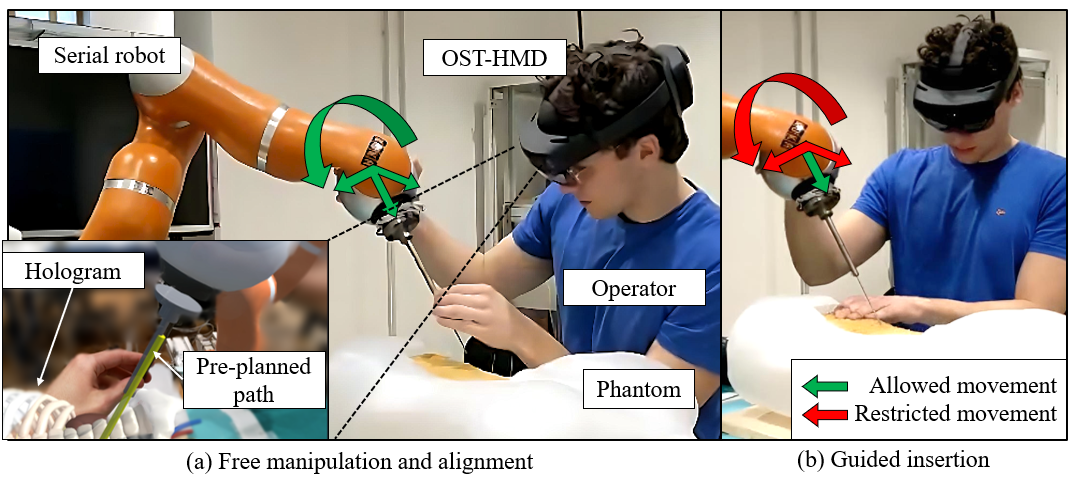 Serial robot
OST-HMD
Hologram
Operator
Pre-planned
path
Phantom
Allowed movement
Restricted movement
(a) Free manipulation and alignment
(b) Guided insertion